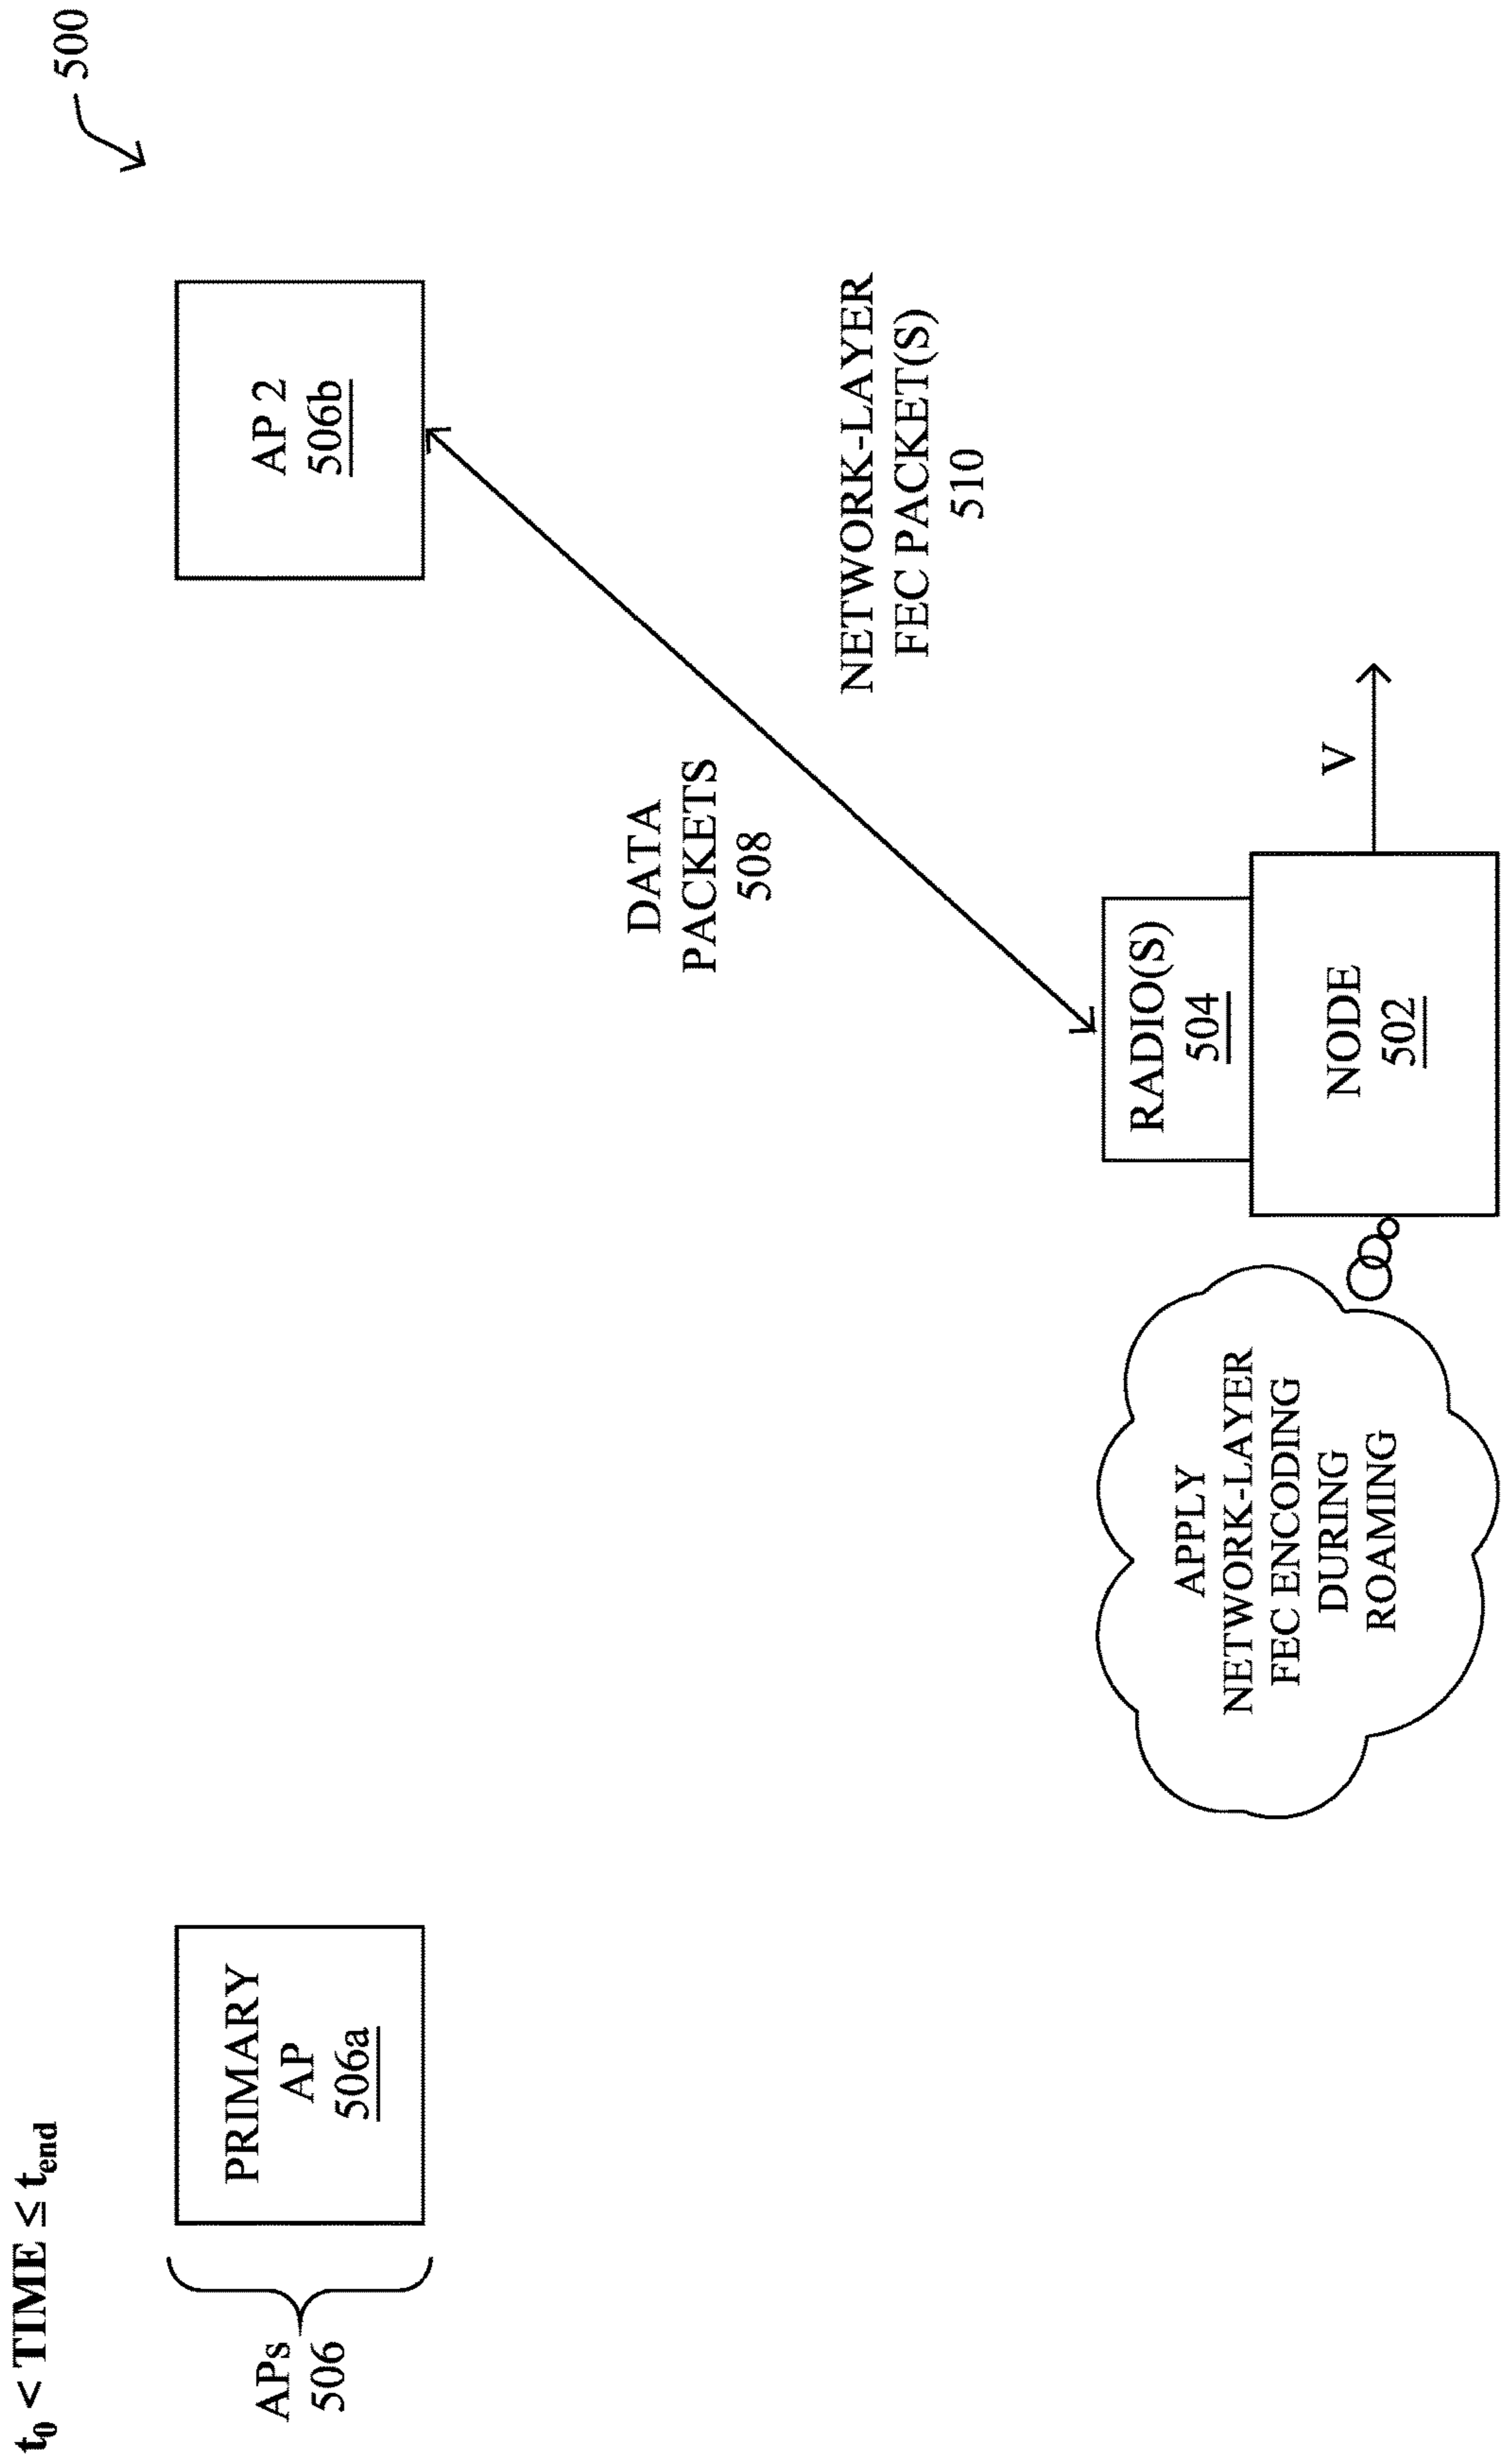 t0 < TIME ≤ tend
500
APs
506
PRIMARY
AP
506a
AP 2
506b
DATA
PACKETS
508
NETWORK-LAYER
FEC PACKET(S)
510
APPLY
NETWORK-LAYER
FEC ENCODING
DURING
ROAMING
RADIO(S)
504
NODE
502
V